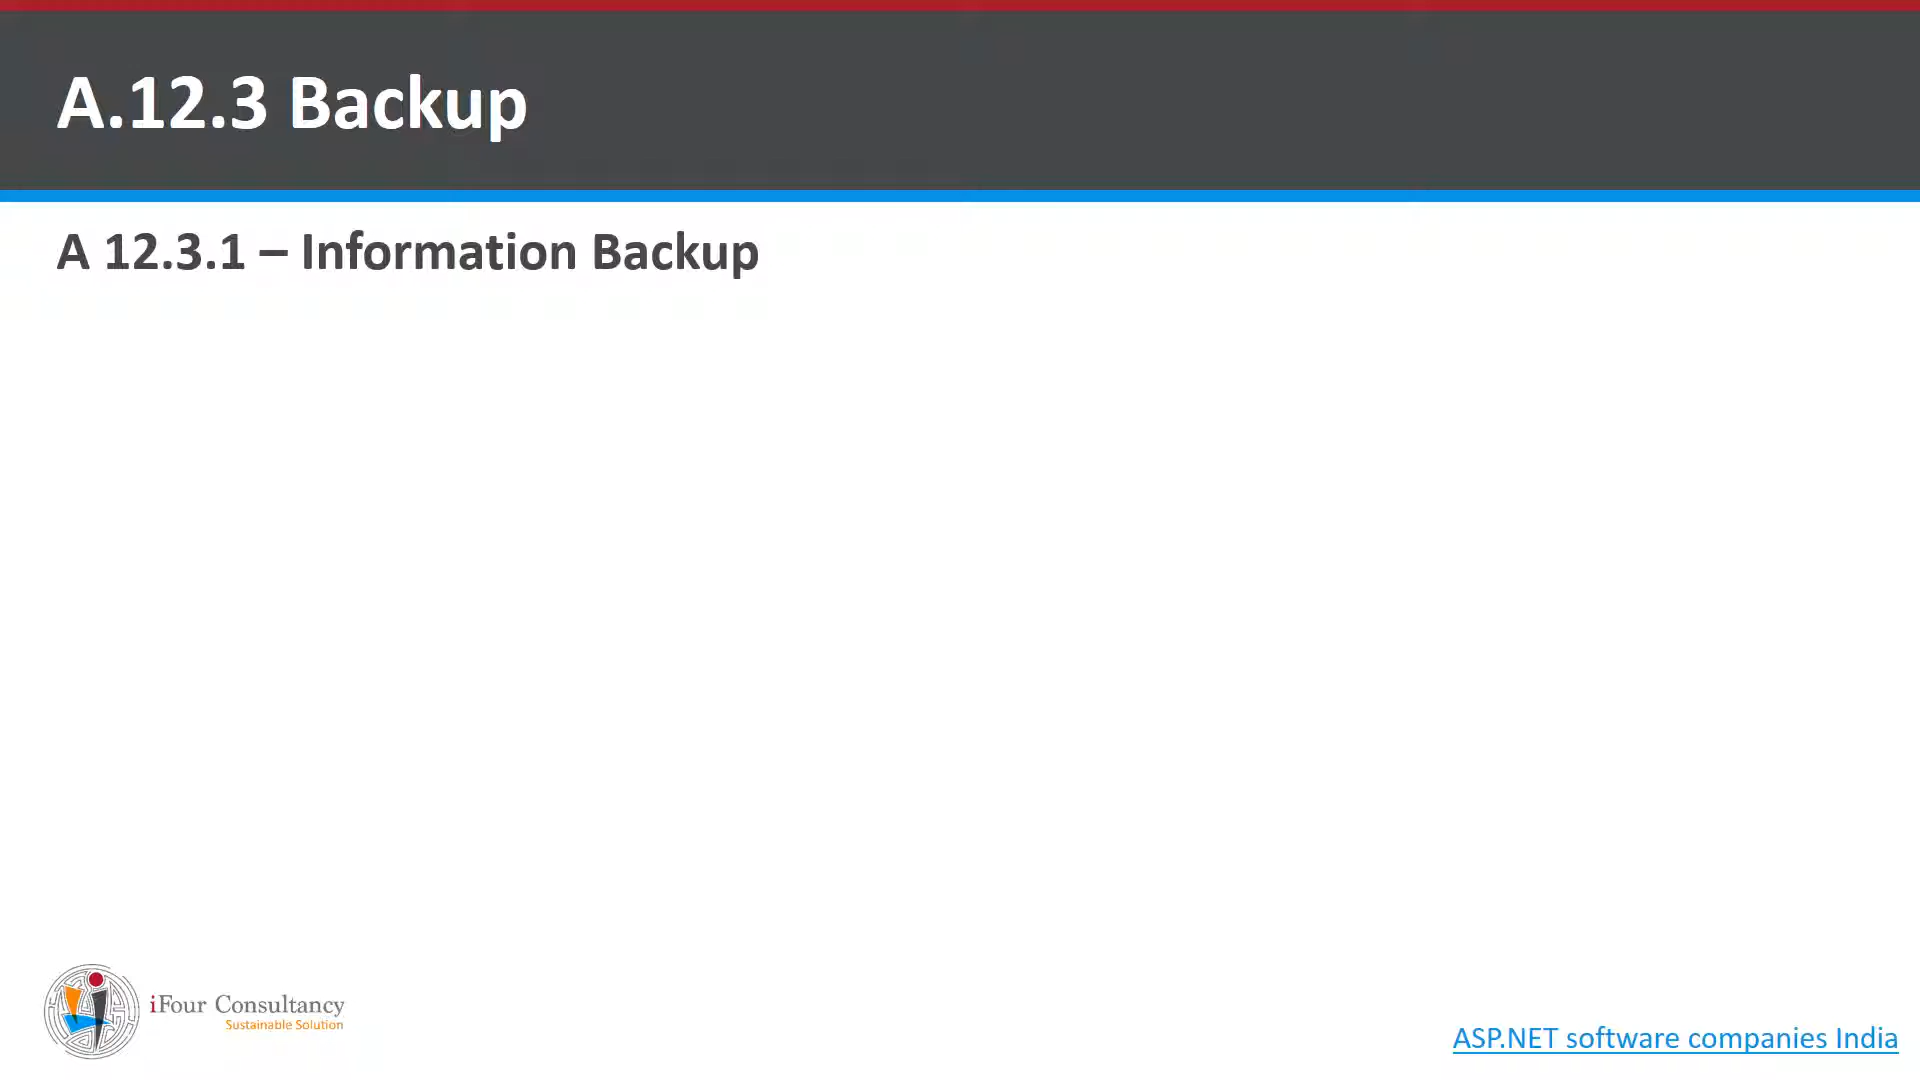 A.12.3 Backup
A 12.3.1 – Information Backup
iFour Consultancy
Sustainable Solution
ASP.NET software companies India